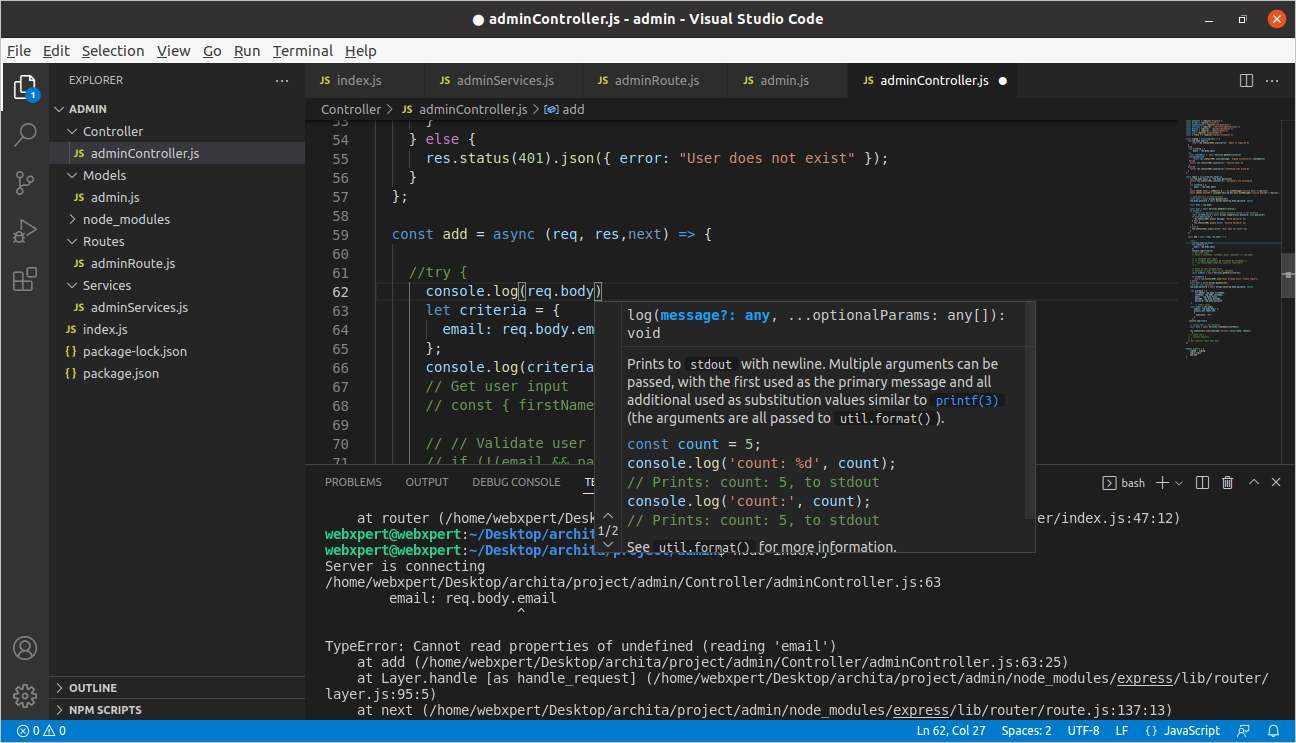 ● adminController.js - admin - Visual Studio Code
File Edit Selection View Go Run Terminal Help
EXPLORER
JS index.js
JS adminServices.js
JS adminRoute.js
JS admin.js
JS adminController.js ●
1
ADMIN
Controller
JS adminController.js
Models
JS admin.js
node_modules
Routes
JS adminRoute.js
Services
JS adminServices.js
JS index.js
{} package-lock.json
{} package.json
OUTLINE
NPM SCRIPTS
Controller > JS adminController.js > add
53 }
54 } else {
55 res.status(401).json({ error: "User does not exist" });
56 }
57 };
58
59 const add = async (req, res,next) => {
60
61 //try {
62 console.log(req.body)
63 let criteria = {
64 email: req.body.em
65 };
66 console.log(criteria
67 // Get user input
68 // const { firstName
69
70 // // Validate user
71 // if (!(email && pa
log(message?: any, ...optionalParams: any[]):
void
Prints to stdout with newline. Multiple arguments can be
passed, with the first used as the primary message and all
additional used as substitution values similar to printf(3)
(the arguments are all passed to util.format() ).
const count = 5;
console.log('count: %d', count);
// Prints: count: 5, to stdout
console.log('count:', count);
// Prints: count: 5, to stdout
1/2
See util.format() for more information.
PROBLEMS OUTPUT DEBUG CONSOLE TE
bash
at router (/home/webxpert/Desk er/index.js:47:12)
webxpert@webxpert:~/Desktop/archit
webxpert@webxpert:~/Desktop/archita/project/admin$ node index.js
Server is connecting
/home/webxpert/Desktop/archita/project/admin/Controller/adminController.js:63
email: req.body.email
^
TypeError: Cannot read properties of undefined (reading 'email')
at add (/home/webxpert/Desktop/archita/project/admin/Controller/adminController.js:63:25)
at Layer.handle [as handle_request] (/home/webxpert/Desktop/archita/project/admin/node_modules/express/lib/router/
layer.js:95:5)
at next (/home/webxpert/Desktop/archita/project/admin/node_modules/express/lib/router/route.js:137:13)
0 0
Ln 62, Col 27 Spaces: 2 UTF-8 LF {} JavaScript